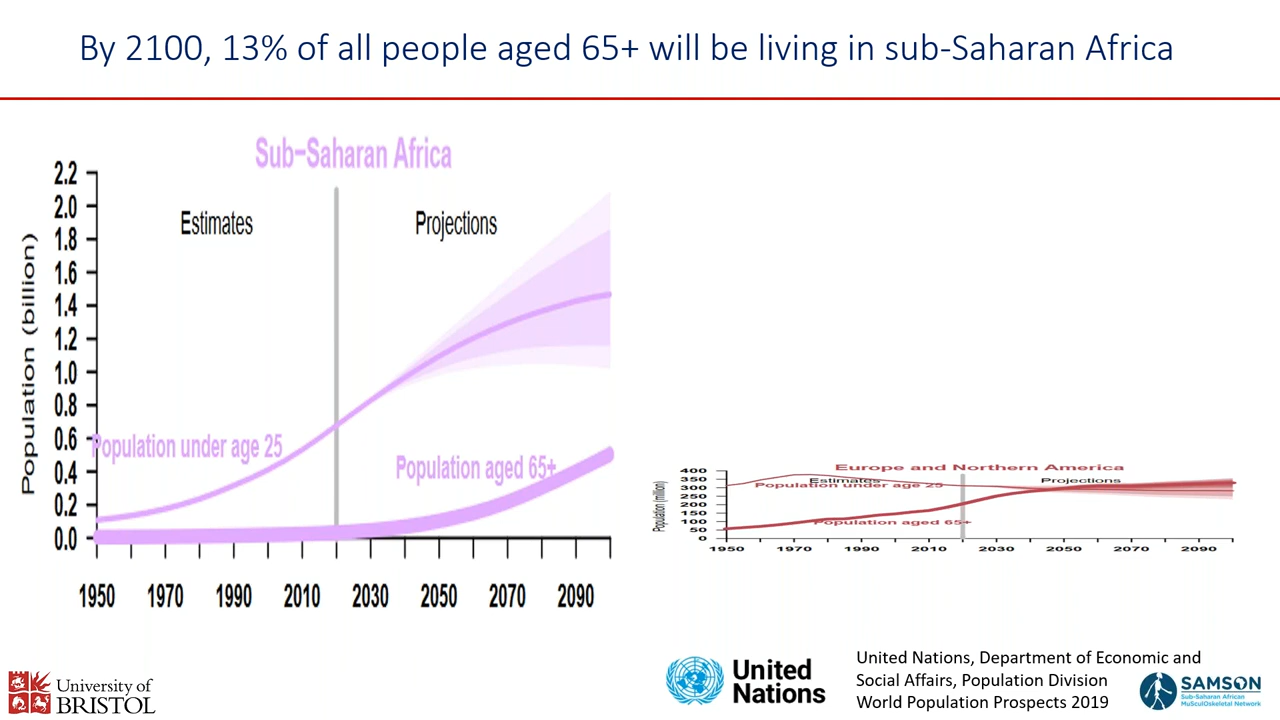 By 2100, 13% of all people aged 65+ will be living in sub-Saharan Africa
Sub-Saharan Africa
Population (billion)
2.2
2.0
1.8
1.6
1.4
1.2
1.0
0.8
0.6
0.4
0.2
0.0
Estimates
Projections
Population under age 25
Population aged 65+
1950 1970 1990 2010 2030 2050 2070 2090
Europe and Northern America
Population (million)
400
350
300
250
200
150
100
50
0
Estimates
Projections
Population under age 25
Population aged 65+
1950 1970 1990 2010 2030 2050 2070 2090
University of
BRISTOL
United
Nations
United Nations, Department of Economic and
Social Affairs, Population Division
World Population Prospects 2019
SAMSON
Sub-Saharan African
MuSculOskeletal Network